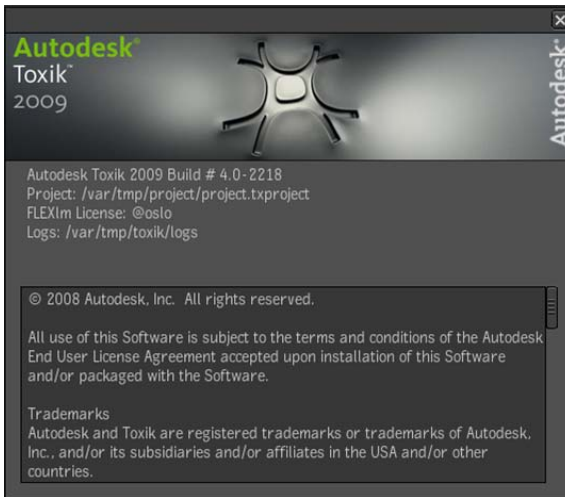 Autodesk®
Toxik™
2009
Autodesk®
Autodesk Toxik 2009 Build # 4.0-2218
Project: /var/tmp/project/project.txproject
FLEXlm License: @oslo
Logs: /var/tmp/toxik/logs
© 2008 Autodesk, Inc. All rights reserved.
All use of this Software is subject to the terms and conditions of the Autodesk
End User License Agreement accepted upon installation of this Software
and/or packaged with the Software.
Trademarks
Autodesk and Toxik are registered trademarks or trademarks of Autodesk,
Inc., and/or its subsidiaries and/or affiliates in the USA and/or other
countries.